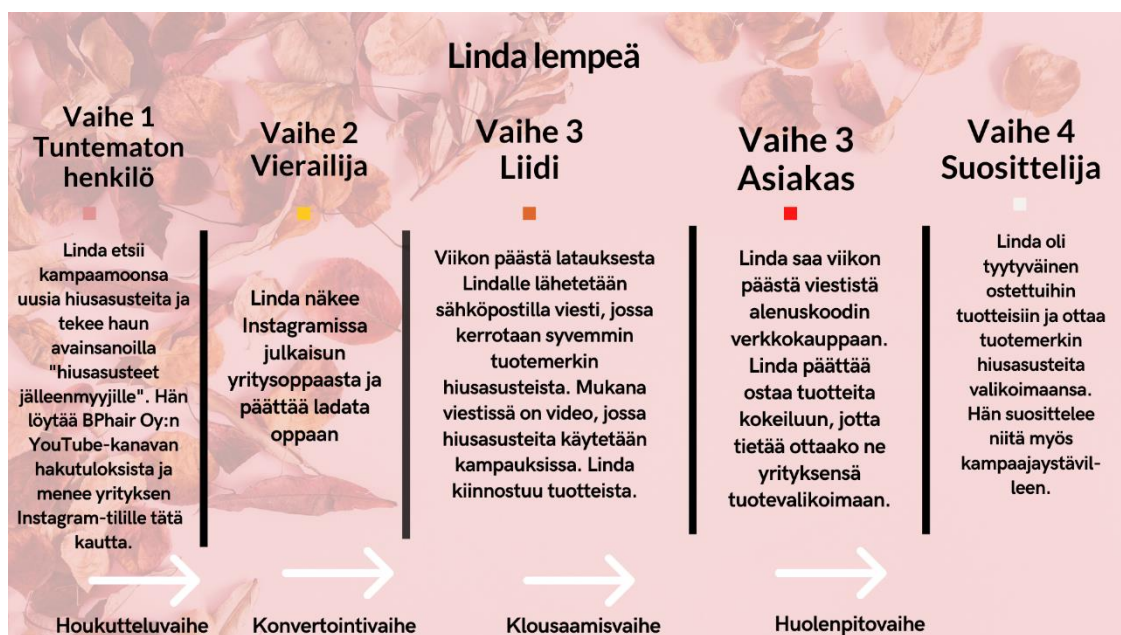 Linda lempeä
Vaihe 1
Tuntematon
henkilö
Linda etsii
kampaamoonsa
uusia hiusasusteita ja
tekee haun
avainsanoilla
"hiusasusteet
jälleenmyyjille". Hän
löytää BPhair Oy:n
YouTube-kanavan
hakutuloksista ja
menee yrityksen
Instagram-tilille tätä
kautta.
Vaihe 2
Vierailija
Linda näkee
Instagramissa
julkaisun
yritysoppaasta ja
päättää ladata
oppaan
Vaihe 3
Liidi
Viikon päästä latauksesta
Lindalle lähetetään
sähköpostilla viesti, jossa
kerrotaan syvemmin
tuotemerkin
hiusasusteista. Mukana
viestissä on video, jossa
hiusasusteita käytetään
kampauksissa. Linda
kiinnostuu tuotteista.
Vaihe 3
Asiakas
Linda saa viikon
päästä viestistä
alenuskoodin
verkkokauppaan.
Linda päättää
ostaa tuotteita
kokeiluun, jotta
tietää ottaako ne
yrityksensä
tuotevalikoimaan.
Vaihe 4
Suosittelija
Linda oli
tyytyväinen
ostettuihin
tuotteisiin ja ottaa
tuotemerkin
hiusasusteita
valikoimaansa.
Hän suosittelee
niitä myös
kampaajaystävil-
leen.
Houkutteluvaihe
Konvertointivaihe
Klousaamisvaihe
Huolenpitovaihe